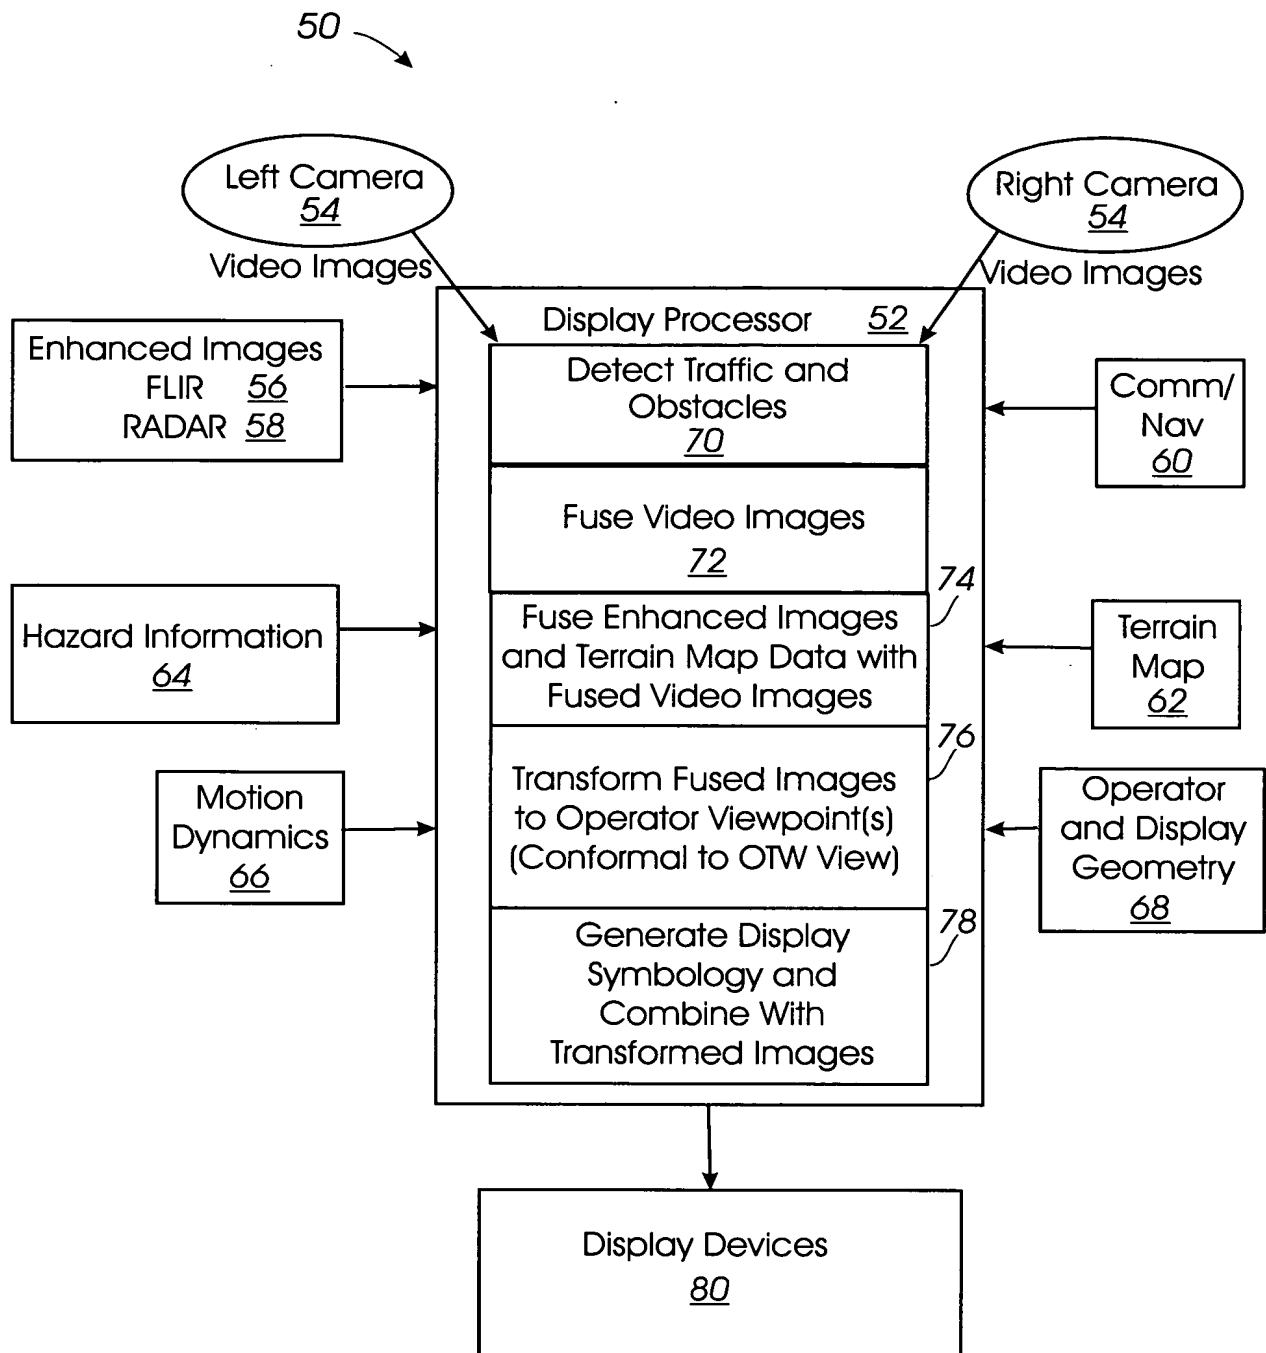 50
Left Camera
54
Right Camera
54
Video Images
Video Images
Display Processor 52
Enhanced Images
FLIR 56
RADAR 58
Detect Traffic and
Obstacles
70
Comm/
Nav
60
Fuse Video Images
72
74
Hazard Information
64
Fuse Enhanced Images
and Terrain Map Data with
Fused Video Images
Terrain
Map
62
76
Motion
Dynamics
66
Transform Fused Images
to Operator Viewpoint(s)
(Conformal to OTW View)
Operator
and Display
Geometry
68
78
Generate Display
Symbology and
Combine With
Transformed Images
Display Devices
80